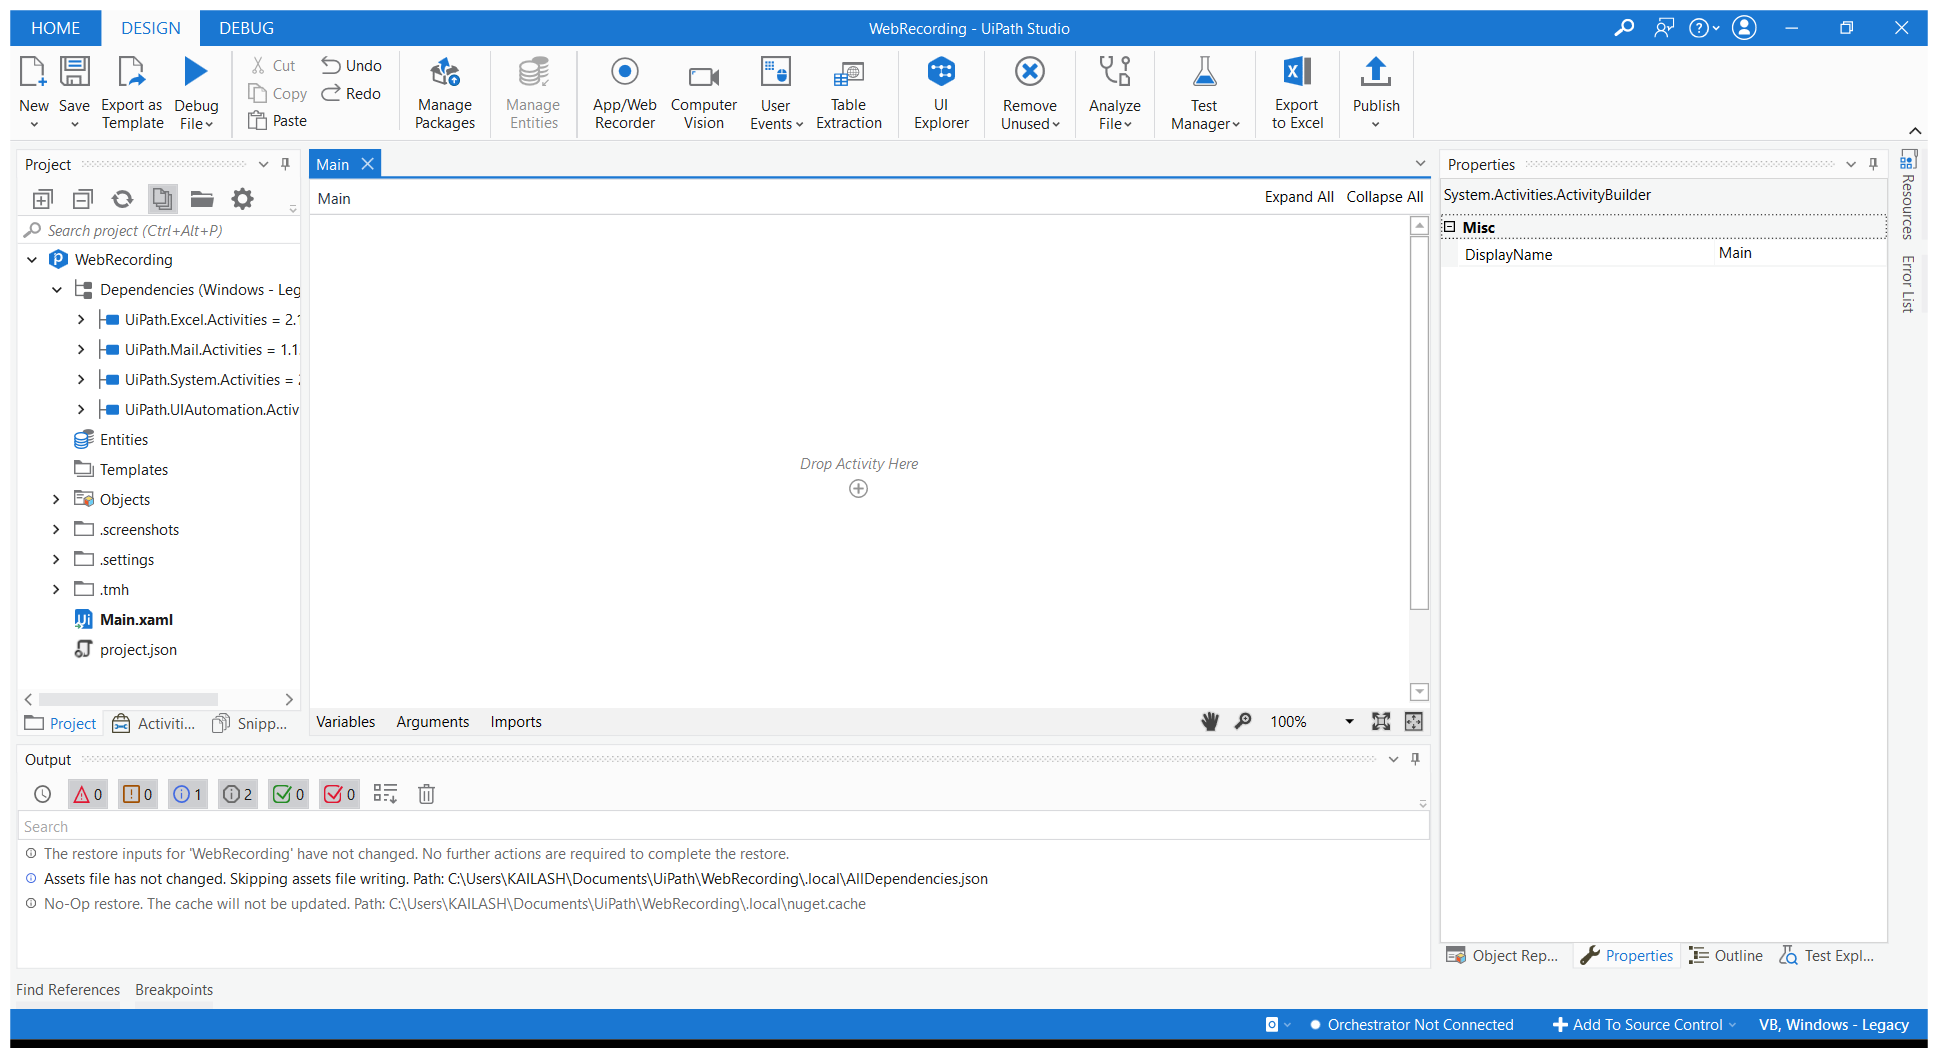 HOME DESIGN DEBUG WebRecording - UiPath Studio
New Save Export as Template Debug File
Cut Copy Paste Undo Redo
Manage Packages
Manage Entities
App/Web Recorder
Computer Vision
User Events
Table Extraction
UI Explorer
Remove Unused
Analyze File
Test Manager
Export to Excel
Publish
Project
Search project (Ctrl+Alt+P)
WebRecording
Dependencies (Windows - Leg
UiPath.Excel.Activities = 2.
UiPath.Mail.Activities = 1.1
UiPath.System.Activities =
UiPath.UIAutomation.Activ
Entities
Templates
Objects
.screenshots
.settings
.tmh
Main.xaml
project.json
Project Activiti... Snipp...
Main
Main Expand All Collapse All
Drop Activity Here
Variables Arguments Imports 100%
Properties
System.Activities.ActivityBuilder
Misc
DisplayName Main
Resources
Error List
Object Rep... Properties Outline Test Expl...
Output
0 0 1 2 0 0
Search
The restore inputs for 'WebRecording' have not changed. No further actions are required to complete the restore.
Assets file has not changed. Skipping assets file writing. Path: C:\Users\KAILASH\Documents\UiPath\WebRecording\.local\AllDependencies.json
No-Op restore. The cache will not be updated. Path: C:\Users\KAILASH\Documents\UiPath\WebRecording\.local\nuget.cache
Find References Breakpoints
Orchestrator Not Connected Add To Source Control VB, Windows - Legacy